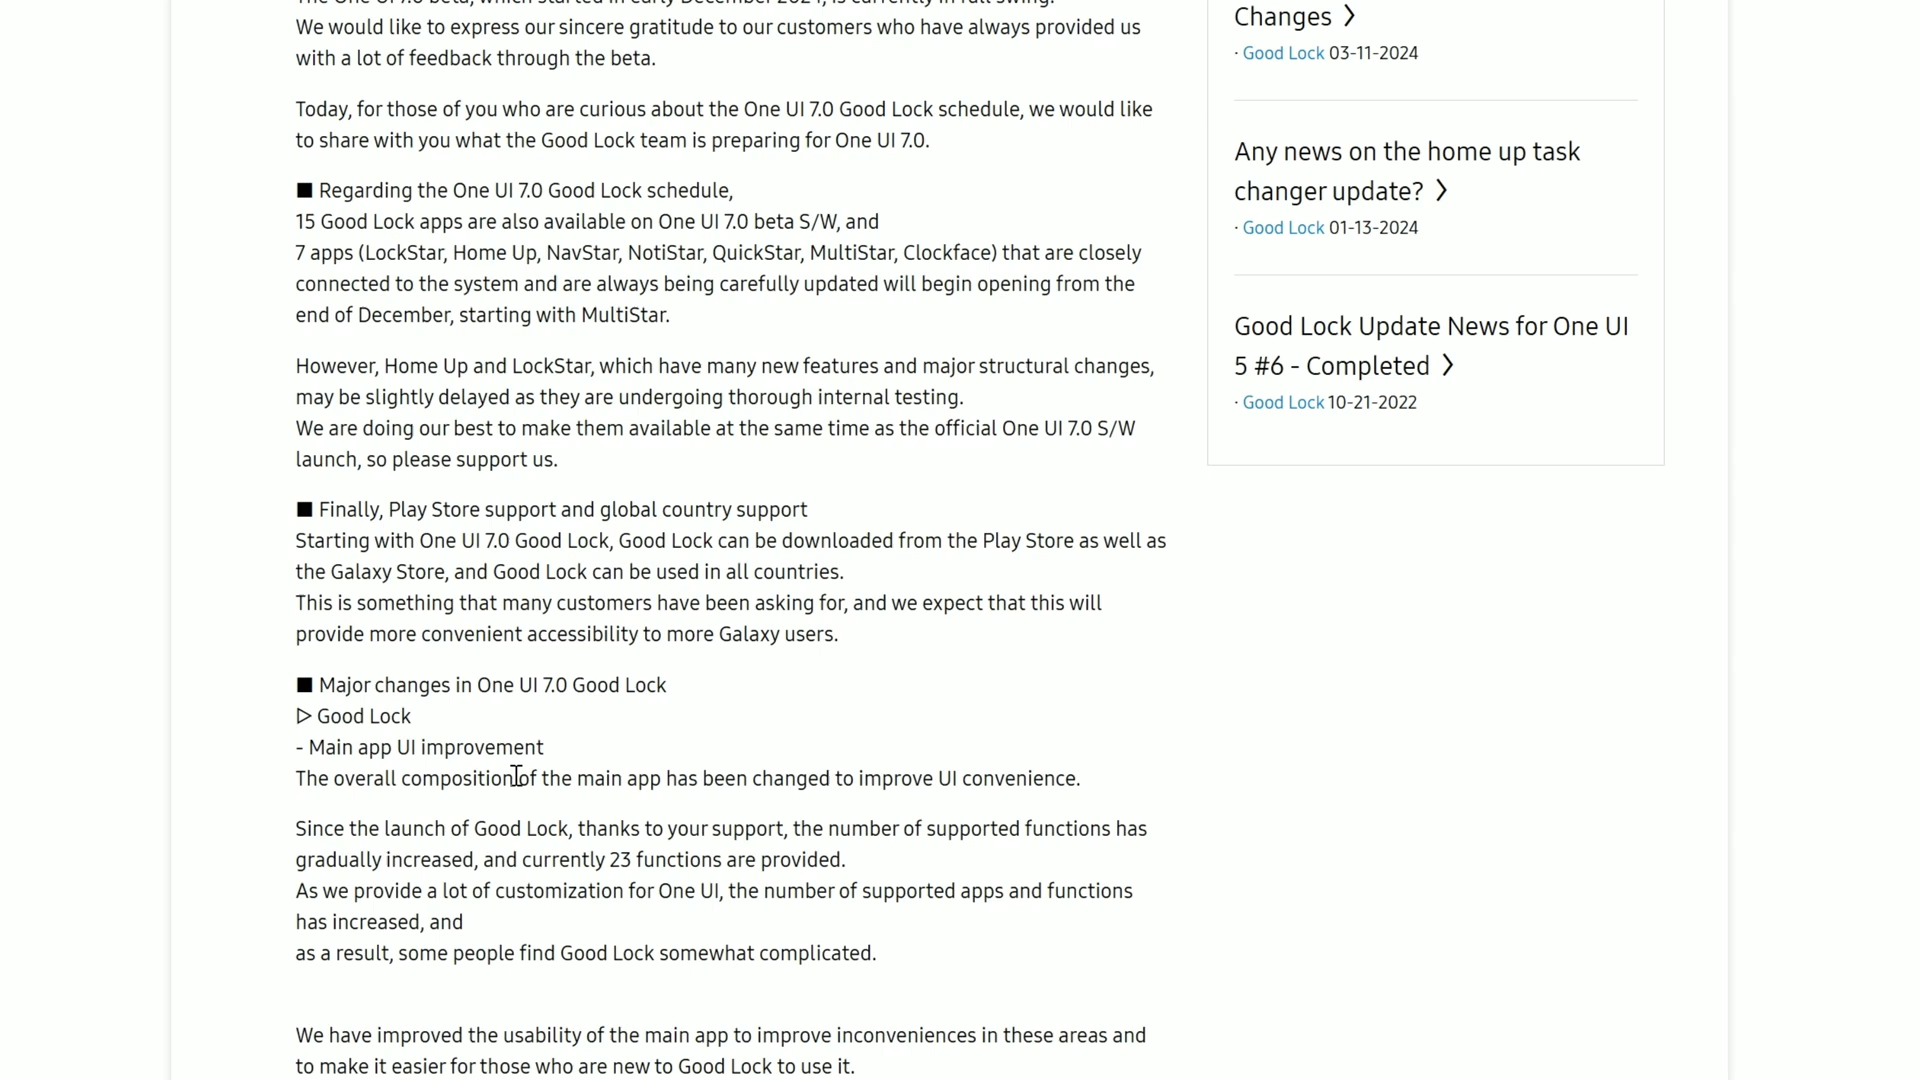 The One UI 7.0 beta, which started in early December 2024, is currently in full swing.
We would like to express our sincere gratitude to our customers who have always provided us
with a lot of feedback through the beta.
Today, for those of you who are curious about the One UI 7.0 Good Lock schedule, we would like
to share with you what the Good Lock team is preparing for One UI 7.0.
■ Regarding the One UI 7.0 Good Lock schedule,
15 Good Lock apps are also available on One UI 7.0 beta S/W, and
7 apps (LockStar, Home Up, NavStar, NotiStar, QuickStar, MultiStar, Clockface) that are closely
connected to the system and are always being carefully updated will begin opening from the
end of December, starting with MultiStar.
However, Home Up and LockStar, which have many new features and major structural changes,
may be slightly delayed as they are undergoing thorough internal testing.
We are doing our best to make them available at the same time as the official One UI 7.0 S/W
launch, so please support us.
■ Finally, Play Store support and global country support
Starting with One UI 7.0 Good Lock, Good Lock can be downloaded from the Play Store as well as
the Galaxy Store, and Good Lock can be used in all countries.
This is something that many customers have been asking for, and we expect that this will
provide more convenient accessibility to more Galaxy users.
■ Major changes in One UI 7.0 Good Lock
▷ Good Lock
- Main app UI improvement
The overall composition of the main app has been changed to improve UI convenience.
Since the launch of Good Lock, thanks to your support, the number of supported functions has
gradually increased, and currently 23 functions are provided.
As we provide a lot of customization for One UI, the number of supported apps and functions
has increased, and
as a result, some people find Good Lock somewhat complicated.
We have improved the usability of the main app to improve inconveniences in these areas and
to make it easier for those who are new to Good Lock to use it.
Changes >
· Good Lock 03-11-2024
Any news on the home up task
changer update? >
· Good Lock 01-13-2024
Good Lock Update News for One UI
5 #6 - Completed >
· Good Lock 10-21-2022